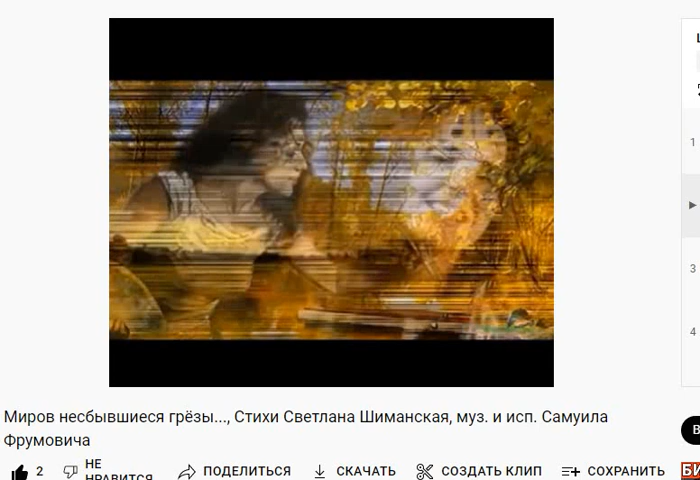 1
▶
3
4
Миров несбывшиеся грёзы..., Стихи Светлана Шиманская, муз. и исп. Самуила
Фрумовича
2
НЕ
НРАВИТСЯ
ПОДЕЛИТЬСЯ
СКАЧАТЬ
СОЗДАТЬ КЛИП
СОХРАНИТЬ